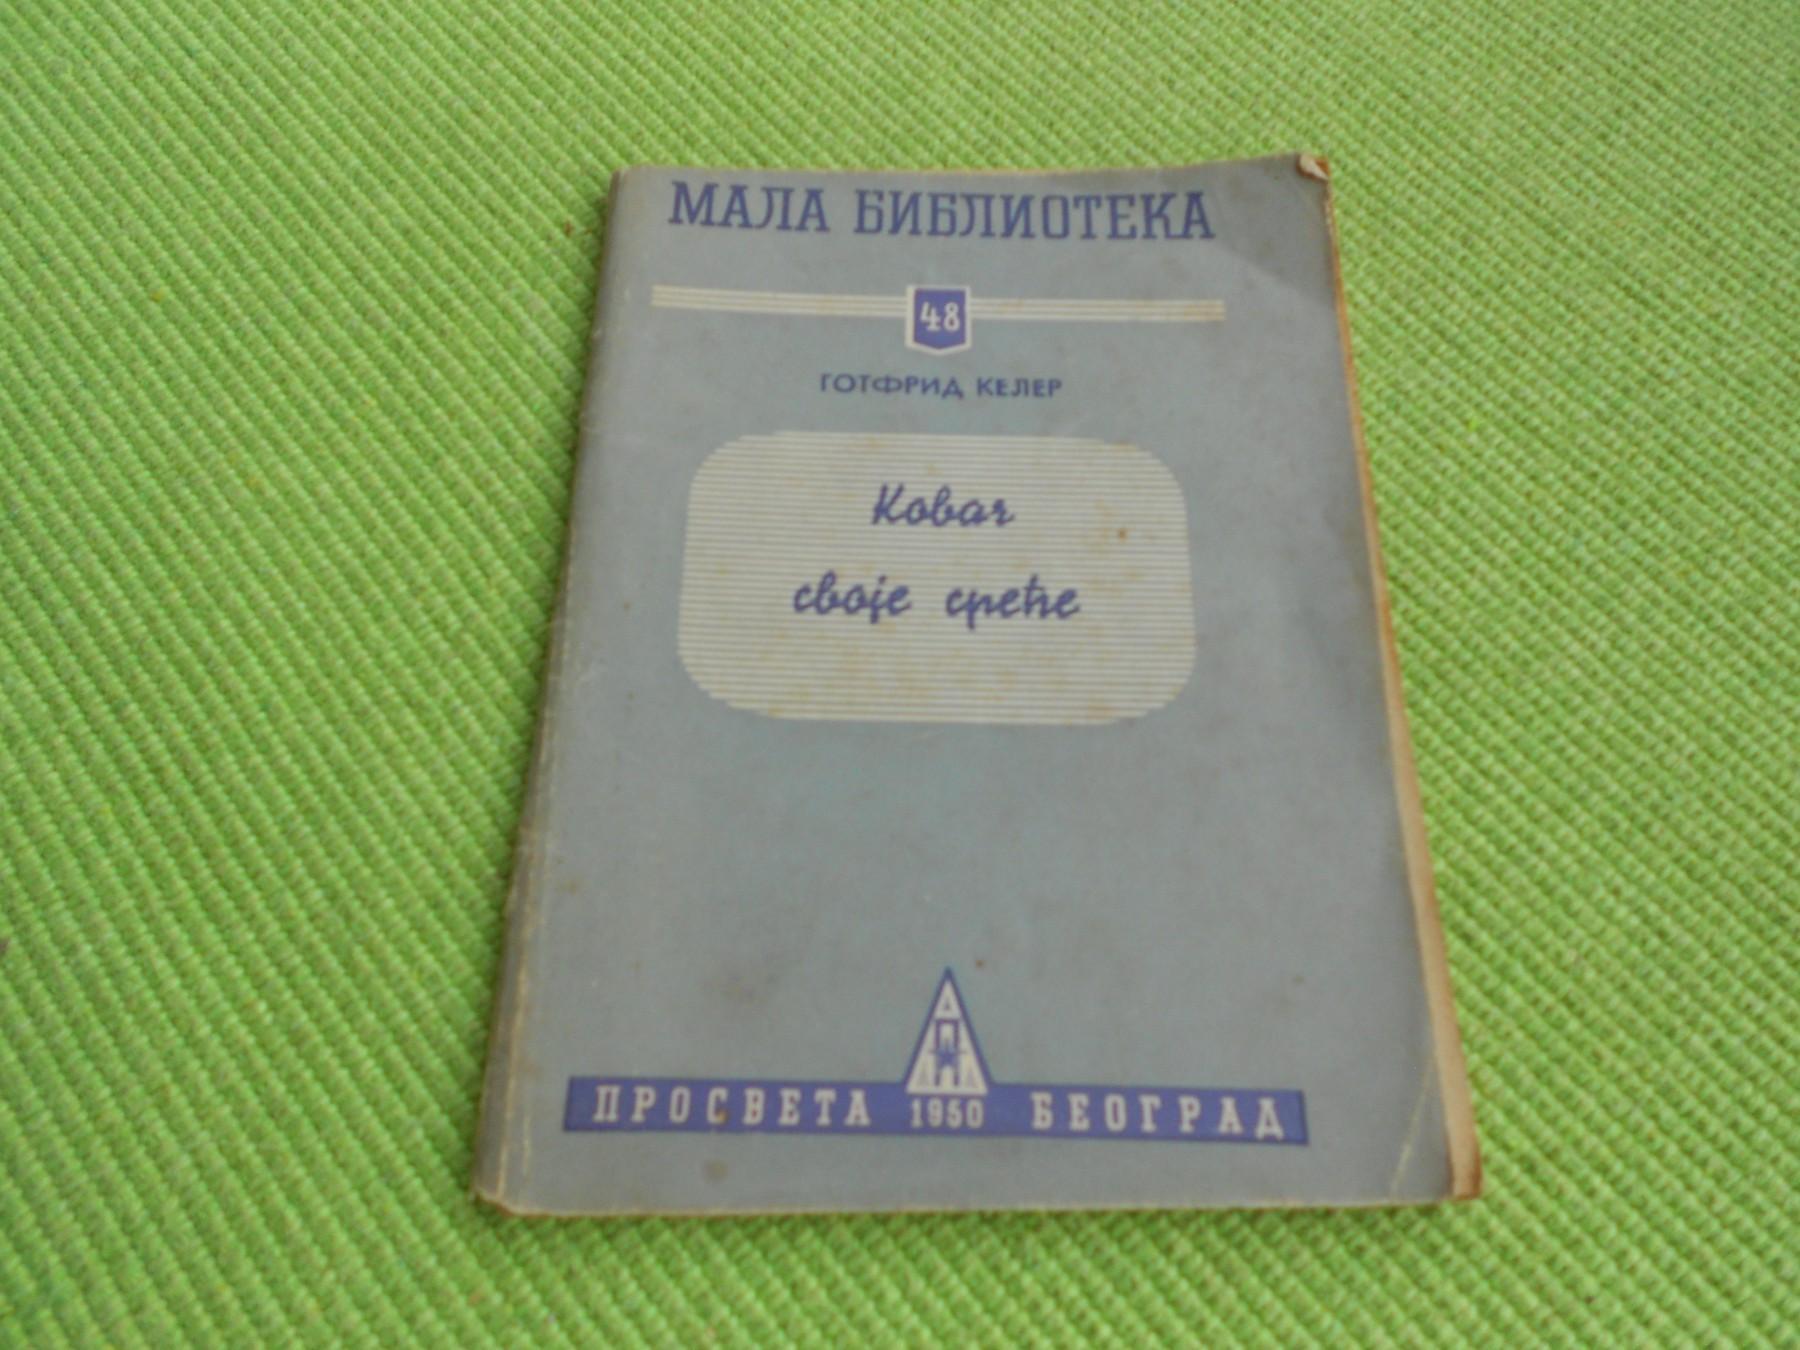 МАЛА БИБЛИОТЕКА
48
ГОТФРИД КЕЛЕР
Ковач
своје среће
ПРОСВЕТА 1950 БЕОГРАД